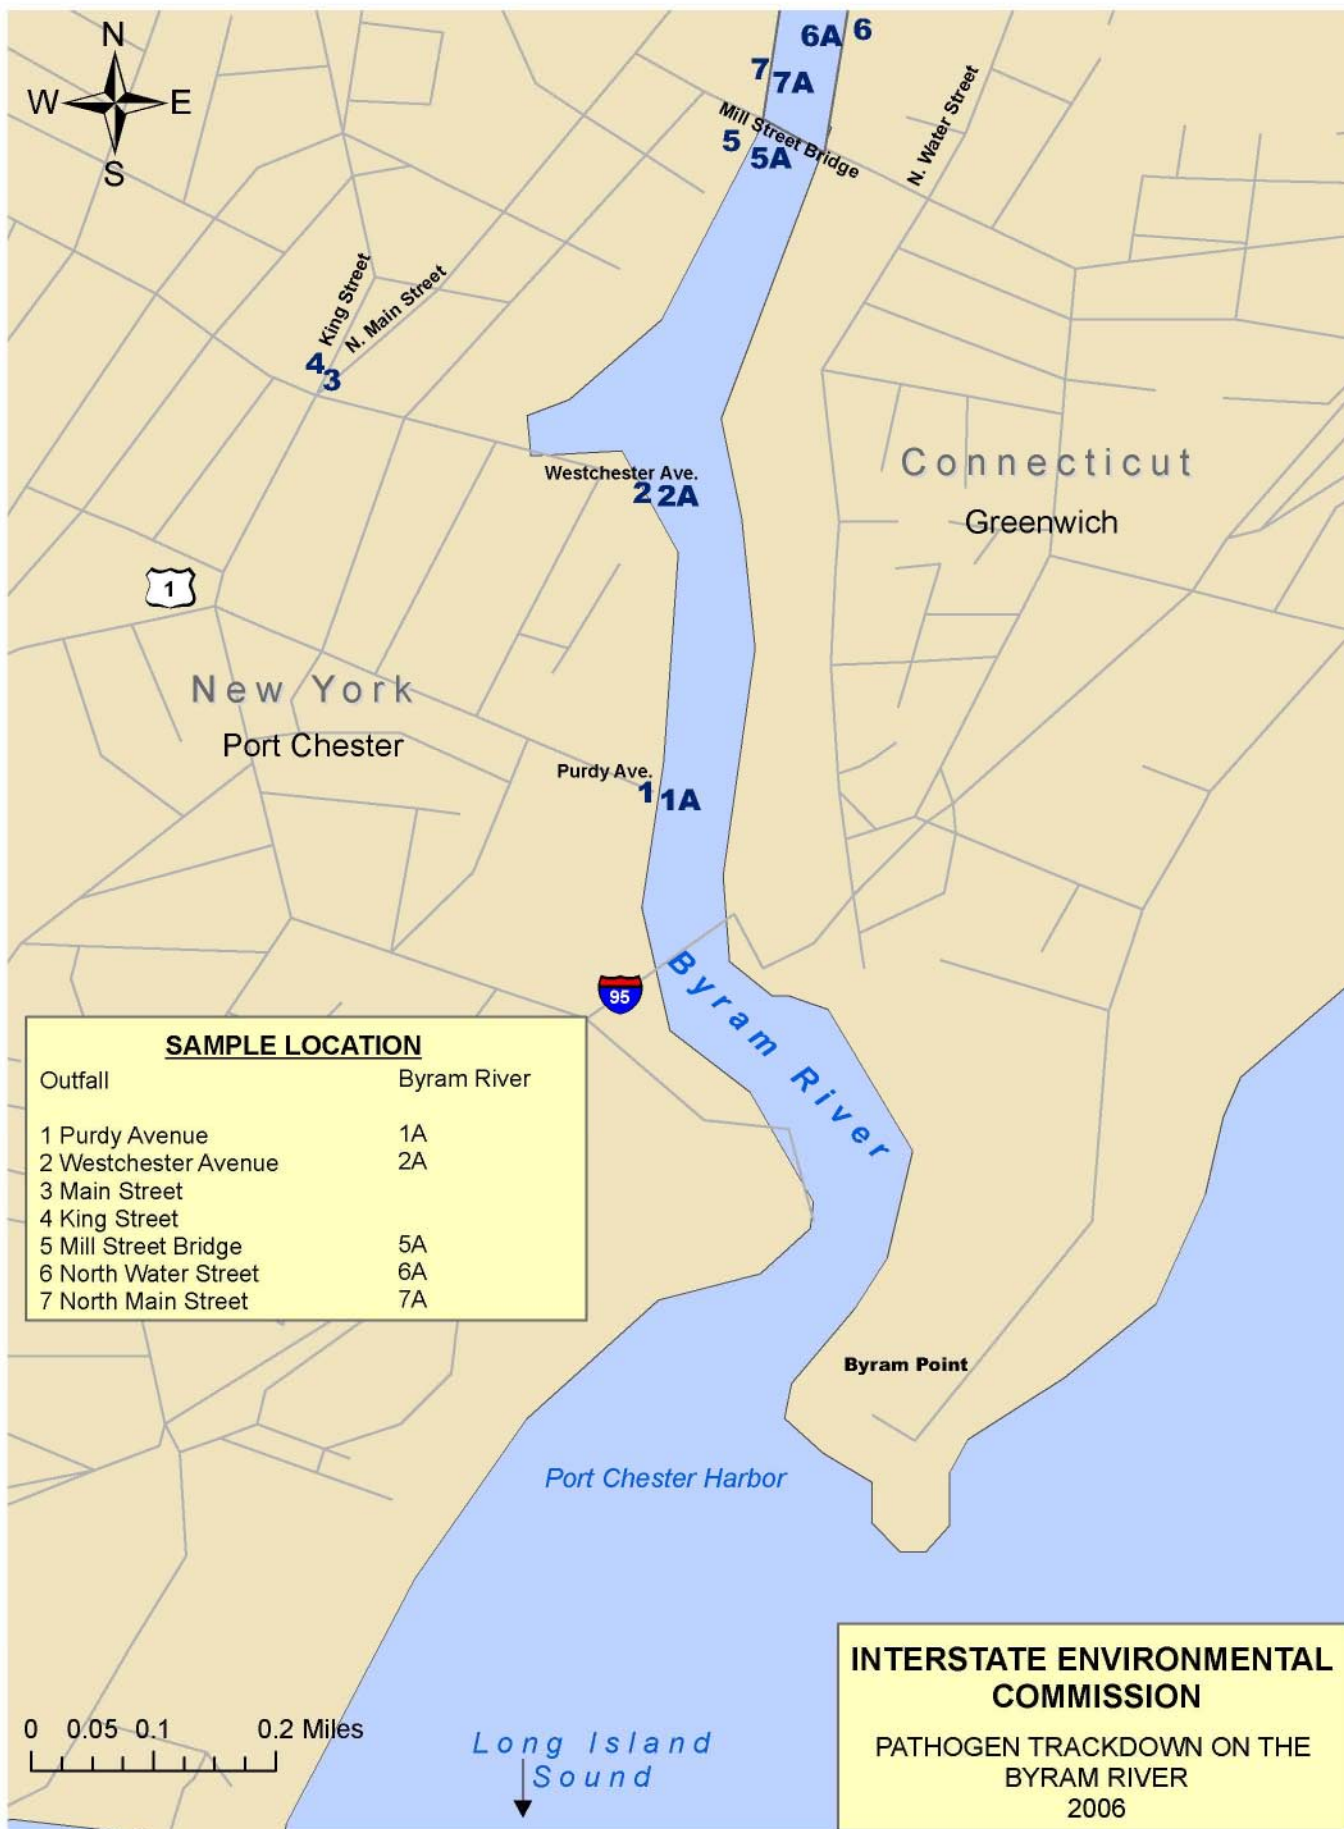 N
W E
S
6A 6
7 7A
Mill Street Bridge
5 5A
N. Water Street
King Street
N. Main Street
4
3
Westchester Ave.
2 2A
Connecticut
Greenwich
1
New York
Port Chester
Purdy Ave.
1 1A
95
Byram River
SAMPLE LOCATION
Outfall Byram River
1 Purdy Avenue 1A
2 Westchester Avenue 2A
3 Main Street
4 King Street
5 Mill Street Bridge 5A
6 North Water Street 6A
7 North Main Street 7A
Byram Point
Port Chester Harbor
0 0.05 0.1 0.2 Miles
Long Island
Sound
INTERSTATE ENVIRONMENTAL
COMMISSION
PATHOGEN TRACKDOWN ON THE
BYRAM RIVER
2006